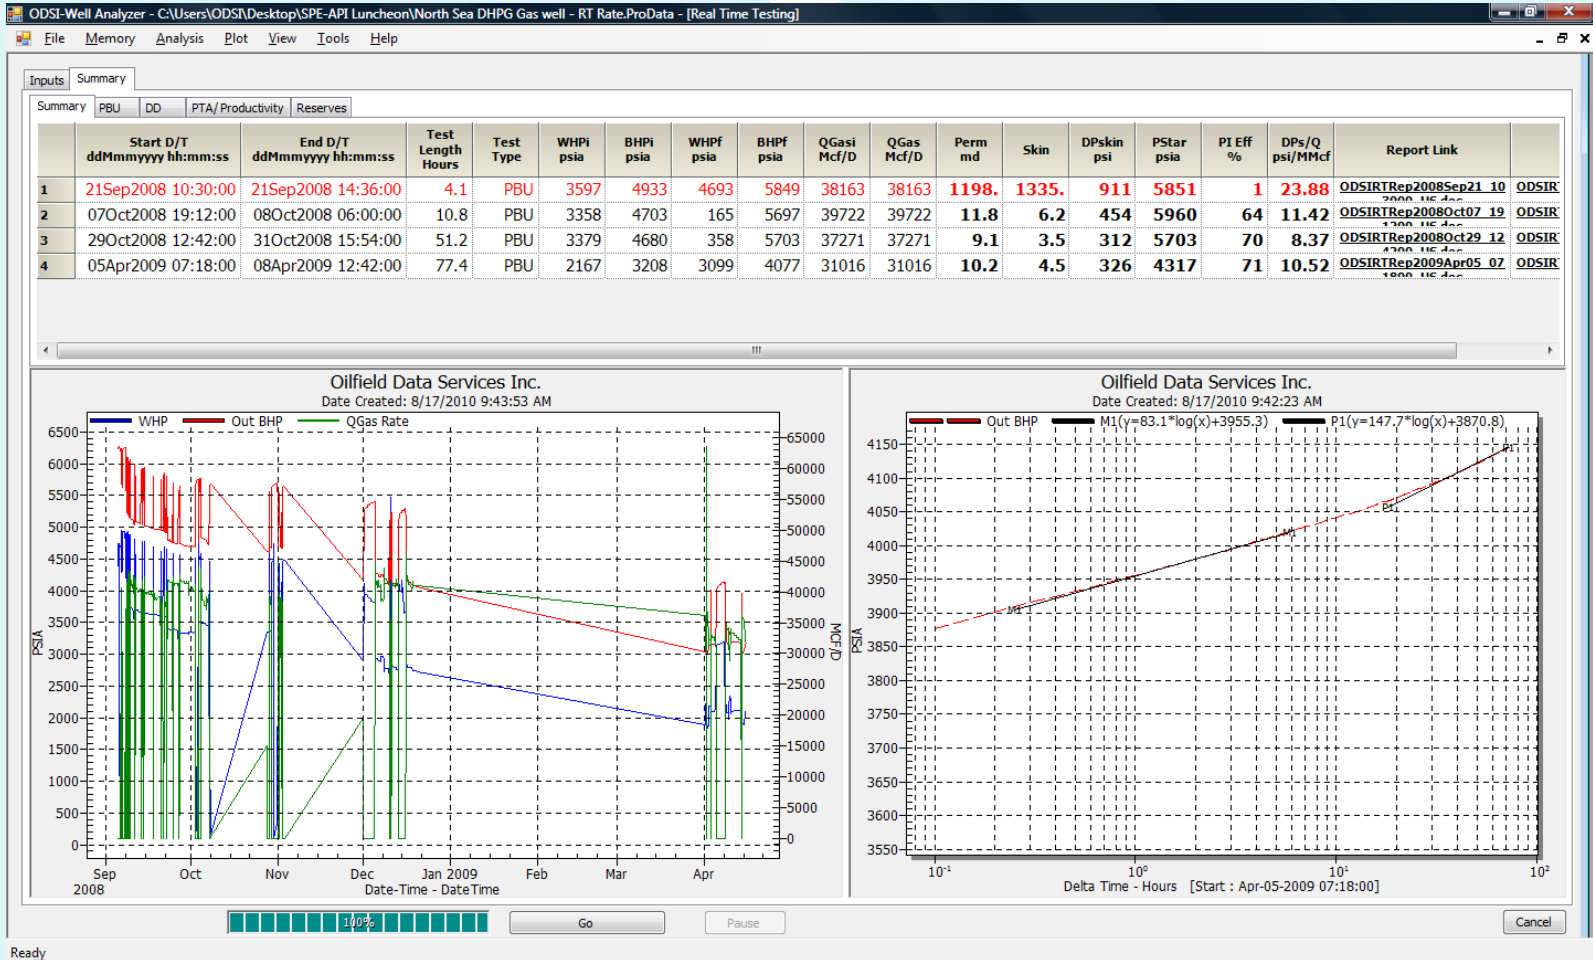 ODSI-Well Analyzer - C:\Users\ODSI\Desktop\SPE-API Luncheon\North Sea DHPG Gas well - RT Rate.ProData - [Real Time Testing]
File Memory Analysis Plot View Tools Help
Inputs Summary
Summary PBU DD PTA/Productivity Reserves
Start D/T ddMmmyyyy hh:mm:ss End D/T ddMmmyyyy hh:mm:ss Test Length Hours Test Type WHPi psia BHPi psia WHPf psia BHPf psia QGasi Mcf/D QGas Mcf/D Perm md Skin DPskin psi PStar psia PI Eff % DPs/Q psi/MMcf Report Link
1 21Sep2008 10:30:00 21Sep2008 14:36:00 4.1 PBU 3597 4933 4693 5849 38163 38163 1198. 1335. 911 5851 1 23.88 ODSIRTRep2008Sep21_10 ODSIR
2 07Oct2008 19:12:00 08Oct2008 06:00:00 10.8 PBU 3358 4703 165 5697 39722 39722 11.8 6.2 454 5960 64 11.42 ODSIRTRep2008Oct07_19 ODSIR
3 29Oct2008 12:42:00 31Oct2008 15:54:00 51.2 PBU 3379 4680 358 5703 37271 37271 9.1 3.5 312 5703 70 8.37 ODSIRTRep2008Oct29_12 ODSIR
4 05Apr2009 07:18:00 08Apr2009 12:42:00 77.4 PBU 2167 3208 3099 4077 31016 31016 10.2 4.5 326 4317 71 10.52 ODSIRTRep2009Apr05_07 ODSIR
Oilfield Data Services Inc.
Date Created: 8/17/2010 9:43:53 AM
WHP Out BHP QGas Rate
6500
6000
5500
5000
4500
4000
3500
3000
2500
2000
1500
1000
500
0
PSIA
65000
60000
55000
50000
45000
40000
35000
30000
25000
20000
15000
10000
5000
0
MCF/D
Sep Oct Nov Dec Jan 2009 Feb Mar Apr
2008
Date-Time - DateTime
Oilfield Data Services Inc.
Date Created: 8/17/2010 9:42:23 AM
Out BHP M1(y=83.1*log(x)+3955.3) P1(y=147.7*log(x)+3870.8)
4150
4100
4050
4000
3950
3900
3850
3800
3750
3700
3650
3600
3550
PSIA
M1
M1
P1
P1
10-1 100 101 102
Delta Time - Hours [Start : Apr-05-2009 07:18:00]
100%
Go
Pause
Cancel
Ready